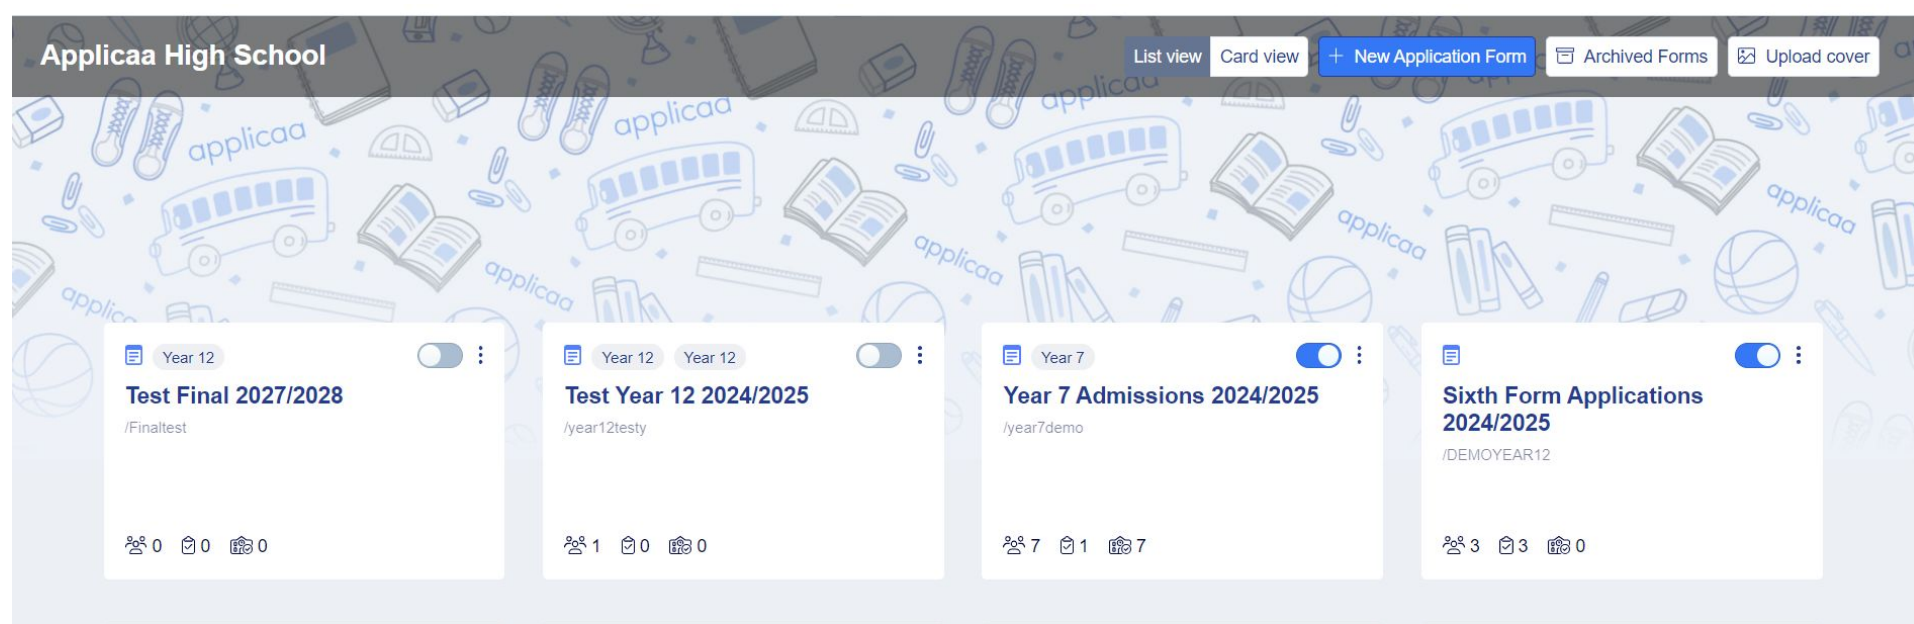 Applicaa High School
List view Card view + New Application Form Archived Forms Upload cover
applicaa applicaa applicaa
applicaa applicaa applicaa
applicaa applicaa
Year 12
Test Final 2027/2028
/Finaltest
0 0 0
Year 12 Year 12
Test Year 12 2024/2025
/year12testy
1 0 0
Year 7
Year 7 Admissions 2024/2025
/year7demo
7 1 7
Sixth Form Applications
2024/2025
/DEMOYEAR12
3 3 0